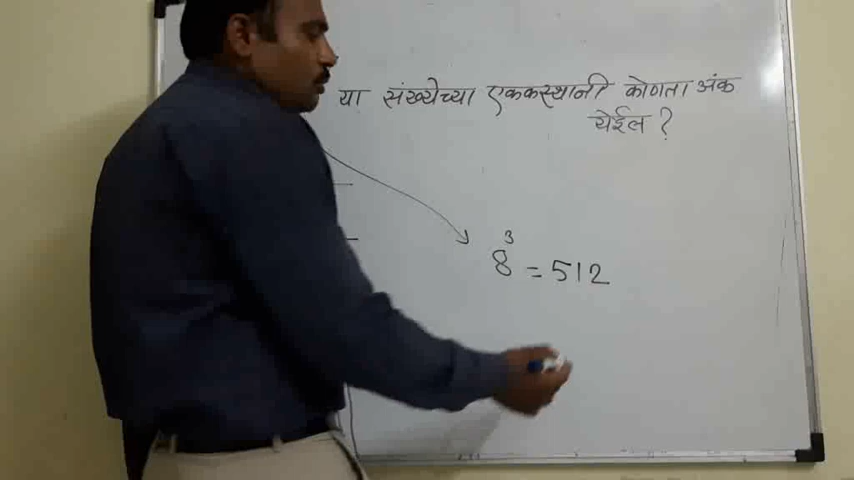 या संख्येच्या एककस्थानी कोणता अंक
येईल ?
8³ = 512